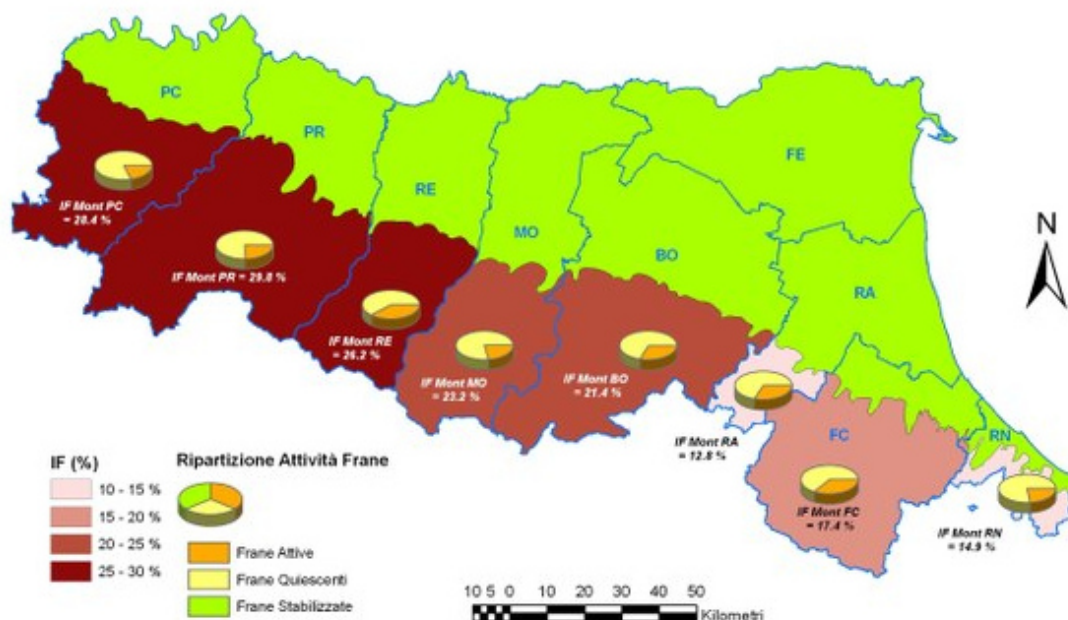 PC
PR
RE
MO
BO
FE
RA
FC
RN
N
IF Mont PC
= 28.4 %
IF Mont PR = 29.8 %
IF Mont RE
= 26.2 %
IF Mont MO
= 23.2 %
IF Mont BO
= 21.4 %
IF Mont RA
= 12.8 %
IF Mont FC
= 17.4 %
IF Mont RN
= 14.9 %
IF (%)
10 - 15 %
15 - 20 %
20 - 25 %
25 - 30 %
Ripartizione Attività Frane
Frane Attive
Frane Quiescenti
Frane Stabilizzate
10 5 0 10 20 30 40 50
Kilometri